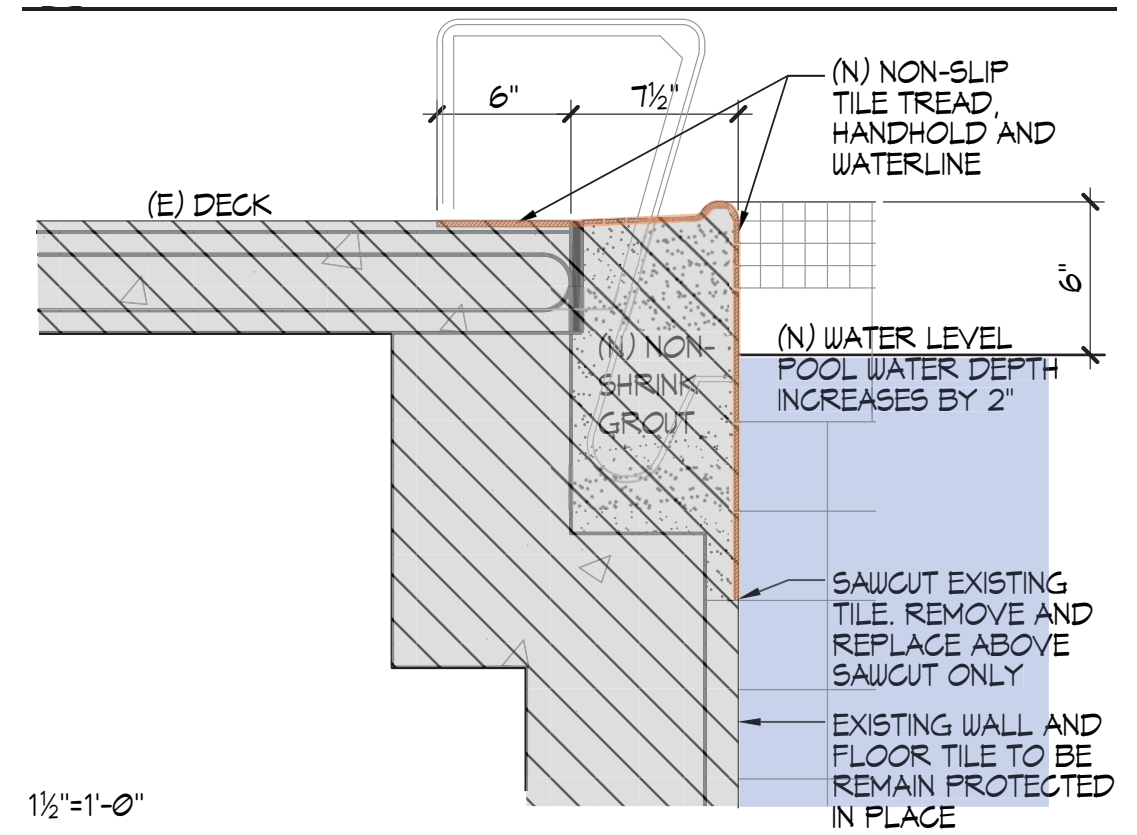 6"
7½"
(N) NON-SLIP
TILE TREAD,
HANDHOLD AND
WATERLINE
(E) DECK
6"
(N) NON-
SHRINK
GROUT
(N) WATER LEVEL
POOL WATER DEPTH
INCREASES BY 2"
SAWCUT EXISTING
TILE. REMOVE AND
REPLACE ABOVE
SAWCUT ONLY
EXISTING WALL AND
FLOOR TILE TO BE
REMAIN PROTECTED
IN PLACE
1½"=1'-0"